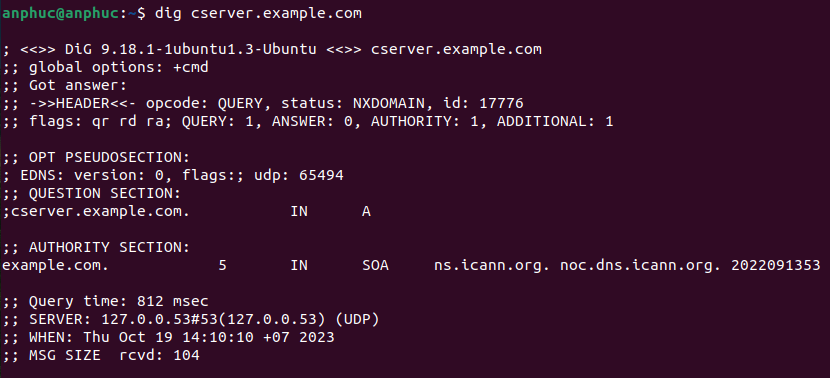 anphuc@anphuc:~$ dig cserver.example.com

; <<>> DiG 9.18.1-1ubuntu1.3-Ubuntu <<>> cserver.example.com
;; global options: +cmd
;; Got answer:
;; ->>HEADER<<- opcode: QUERY, status: NXDOMAIN, id: 17776
;; flags: qr rd ra; QUERY: 1, ANSWER: 0, AUTHORITY: 1, ADDITIONAL: 1

;; OPT PSEUDOSECTION:
; EDNS: version: 0, flags:; udp: 65494
;; QUESTION SECTION:
;cserver.example.com.		IN	A

;; AUTHORITY SECTION:
example.com.		5	IN	SOA	ns.icann.org. noc.dns.icann.org. 2022091353

;; Query time: 812 msec
;; SERVER: 127.0.0.53#53(127.0.0.53) (UDP)
;; WHEN: Thu Oct 19 14:10:10 +07 2023
;; MSG SIZE  rcvd: 104